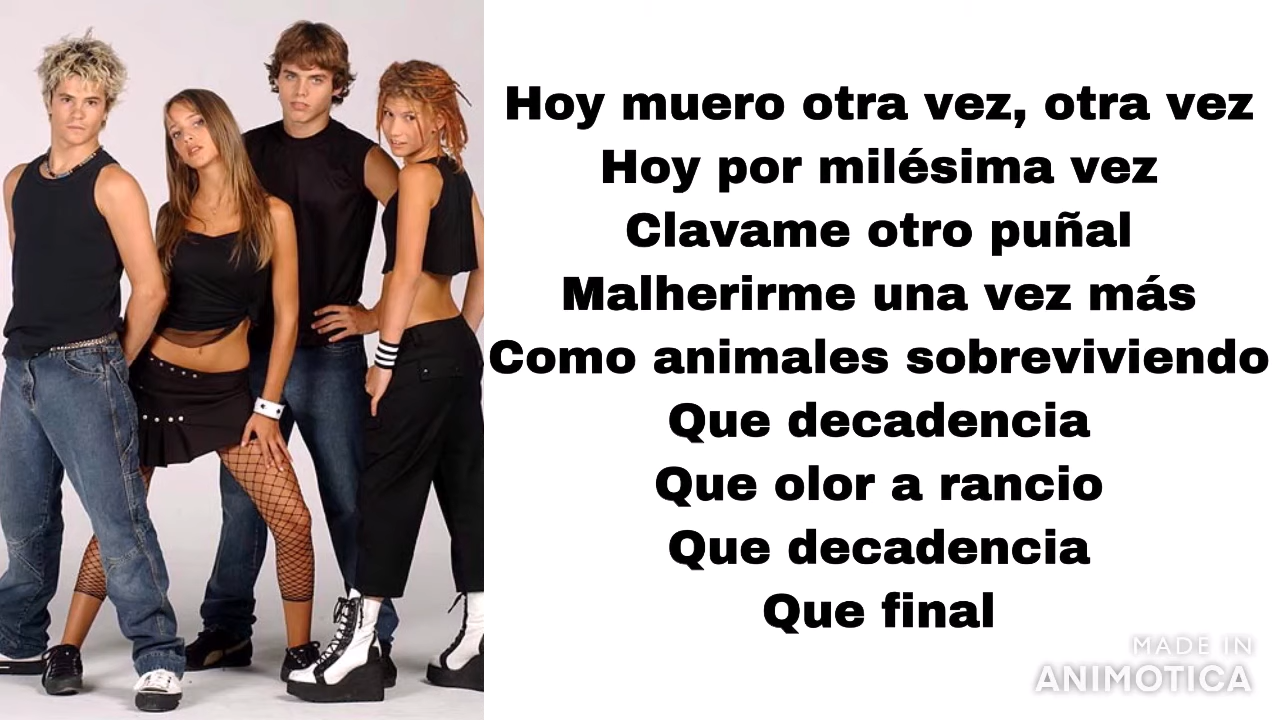 Hoy muero otra vez, otra vez
Hoy por milésima vez
Clavame otro puñal
Malherirme una vez más
Como animales sobreviviendo
Que decadencia
Que olor a rancio
Que decadencia
Que final
MADE IN
ANIMOTICA